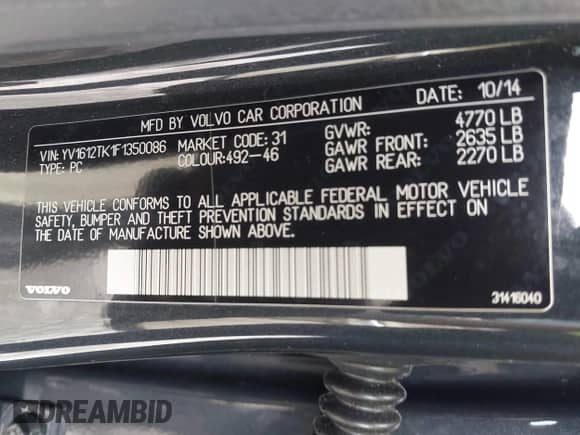 MFD BY VOLVO CAR CORPORATION DATE: 10/14
VIN: YV1612TK1F1350086 MARKET CODE: 31 GVWR: 4770 LB
TYPE: PC COLOUR:492-46 GAWR FRONT: 2635 LB
GAWR REAR: 2270 LB
THIS VEHICLE CONFORMS TO ALL APPLICABLE FEDERAL MOTOR VEHICLE
SAFETY, BUMPER AND THEFT PREVENTION STANDARDS IN EFFECT ON
THE DATE OF MANUFACTURE SHOWN ABOVE.
VOLVO 31416040
DREAMBID